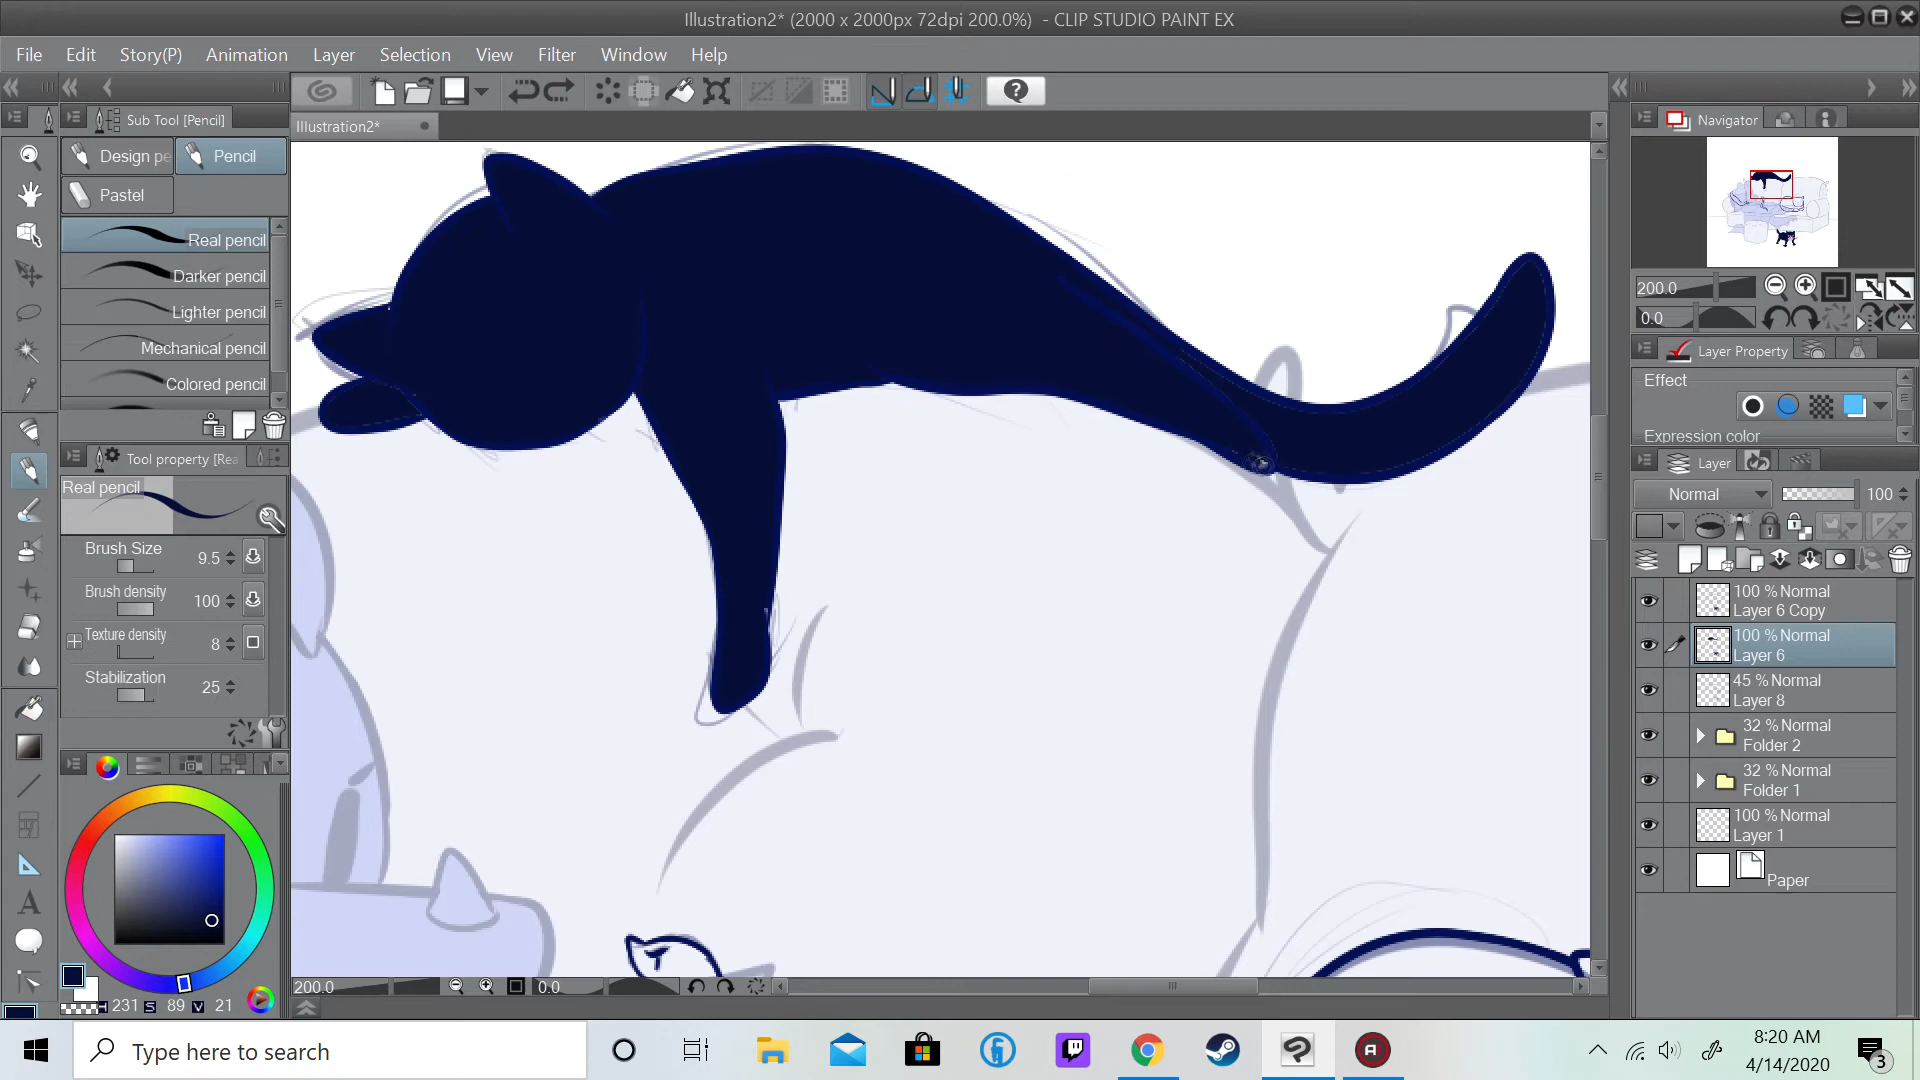 Illustration2* (2000 x 2000px 72dpi 200.0%) - CLIP STUDIO PAINT EX
File Edit Story(P) Animation Layer Selection View Filter Window Help
Sub Tool [Pencil]
Illustration2*
Navigator
Design pe
Pencil
Pastel
Real pencil
Darker pencil
Lighter pencil
Mechanical pencil
Colored pencil
Tool property [Rea
Real pencil
Brush Size 9.5
Brush density 100
Texture density 8
Stabilization 25
H 231 S 89 V 21
200.0
0.0
200.0
0.0
Layer Property
Effect
Expression color
Layer
Normal 100
100 % Normal
Layer 6 Copy
100 % Normal
Layer 6
45 % Normal
Layer 8
32 % Normal
Folder 2
32 % Normal
Folder 1
100 % Normal
Layer 1
Paper
Type here to search
8:20 AM
4/14/2020
3